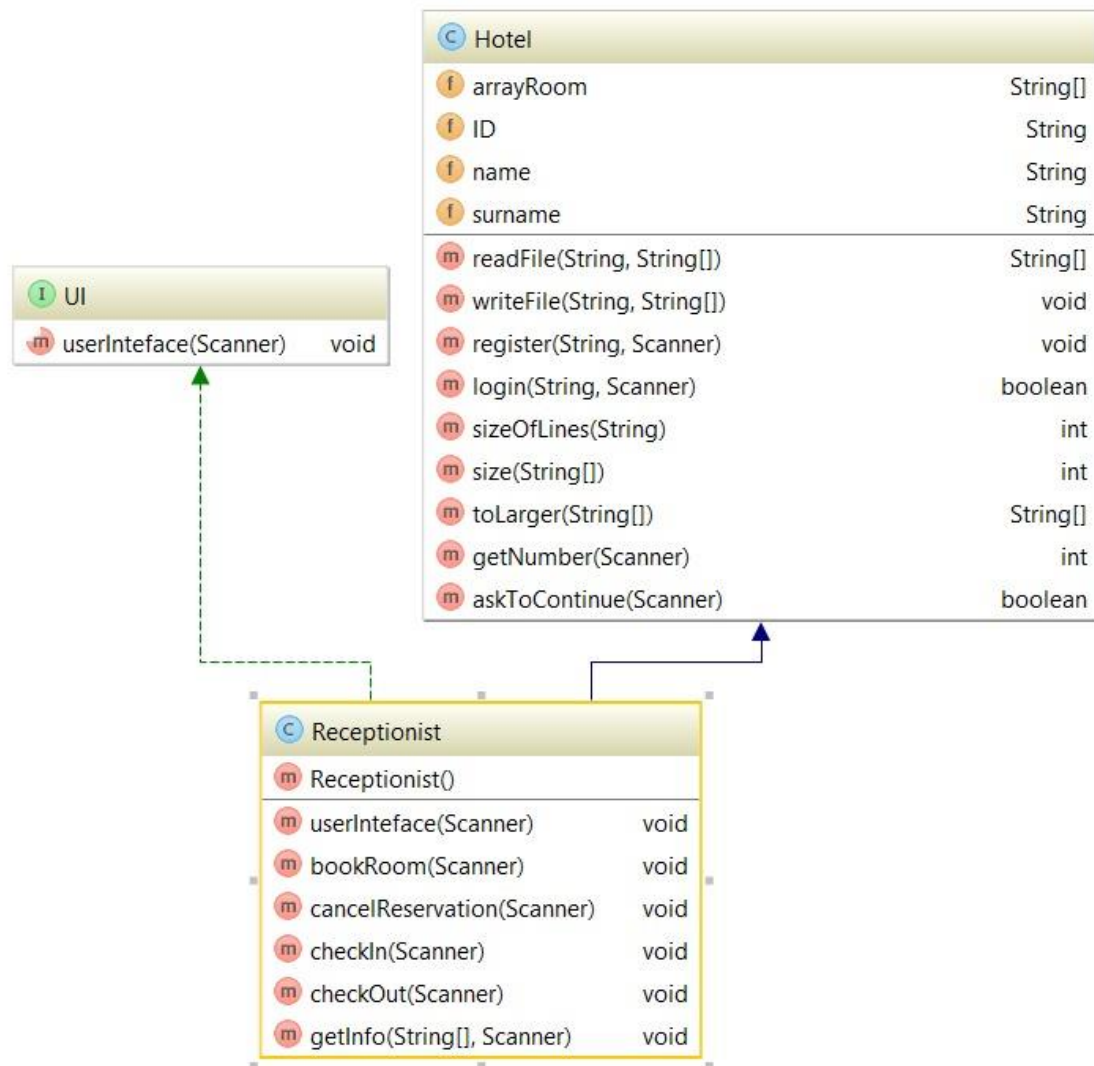 C Hotel
f arrayRoom String[]
f ID String
f name String
f surname String
m readFile(String, String[]) String[]
m writeFile(String, String[]) void
m register(String, Scanner) void
m login(String, Scanner) boolean
m sizeOfLines(String) int
m size(String[]) int
m toLarger(String[]) String[]
m getNumber(Scanner) int
m askToContinue(Scanner) boolean
I UI
m userInteface(Scanner) void
C Receptionist
m Receptionist()
m userInteface(Scanner) void
m bookRoom(Scanner) void
m cancelReservation(Scanner) void
m checkIn(Scanner) void
m checkOut(Scanner) void
m getInfo(String[], Scanner) void